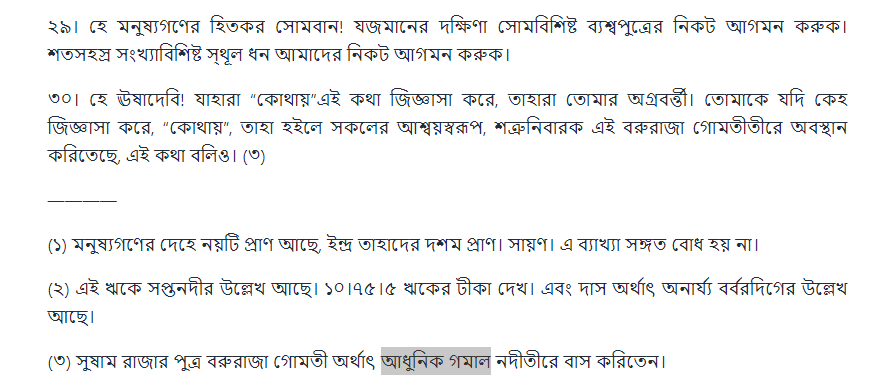 ২৯। হে মনুষ্যগণের হিতকর সোমবান! যজমানের দক্ষিণা সোমবিশিষ্ট ব্যশ্বপুত্রের নিকট আগমন করুক।
শতসহস্র সংখ্যাবিশিষ্ট স্থূল ধন আমাদের নিকট আগমন করুক।
৩০। হে ঊষাদেবি! যাহারা “কোথায়”এই কথা জিজ্ঞাসা করে, তাহারা তোমার অগ্রবর্ত্তী। তোমাকে যদি কেহ
জিজ্ঞাসা করে, “কোথায়”, তাহা হইলে সকলের আশ্বয়স্বরূপ, শত্রুনিবারক এই বরুরাজা গোমতীতীরে অবস্থান
করিতেছে, এই কথা বলিও। (৩)
————
(১) মনুষ্যগণের দেহে নয়টি প্রাণ আছে, ইন্দ্র তাহাদের দশম প্রাণ। সায়ণ। এ ব্যাখ্যা সঙ্গত বোধ হয় না।
(২) এই ঋকে সপ্তনদীর উল্লেখ আছে। ১০।৭৫।৫ ঋকের টীকা দেখ। এবং দাস অর্থাৎ অনার্য্য বর্বরদিগের উল্লেখ
আছে।
(৩) সুষাম রাজার পুত্র বরুরাজা গোমতী অর্থাৎ আধুনিক গমাল নদীতীরে বাস করিতেন।